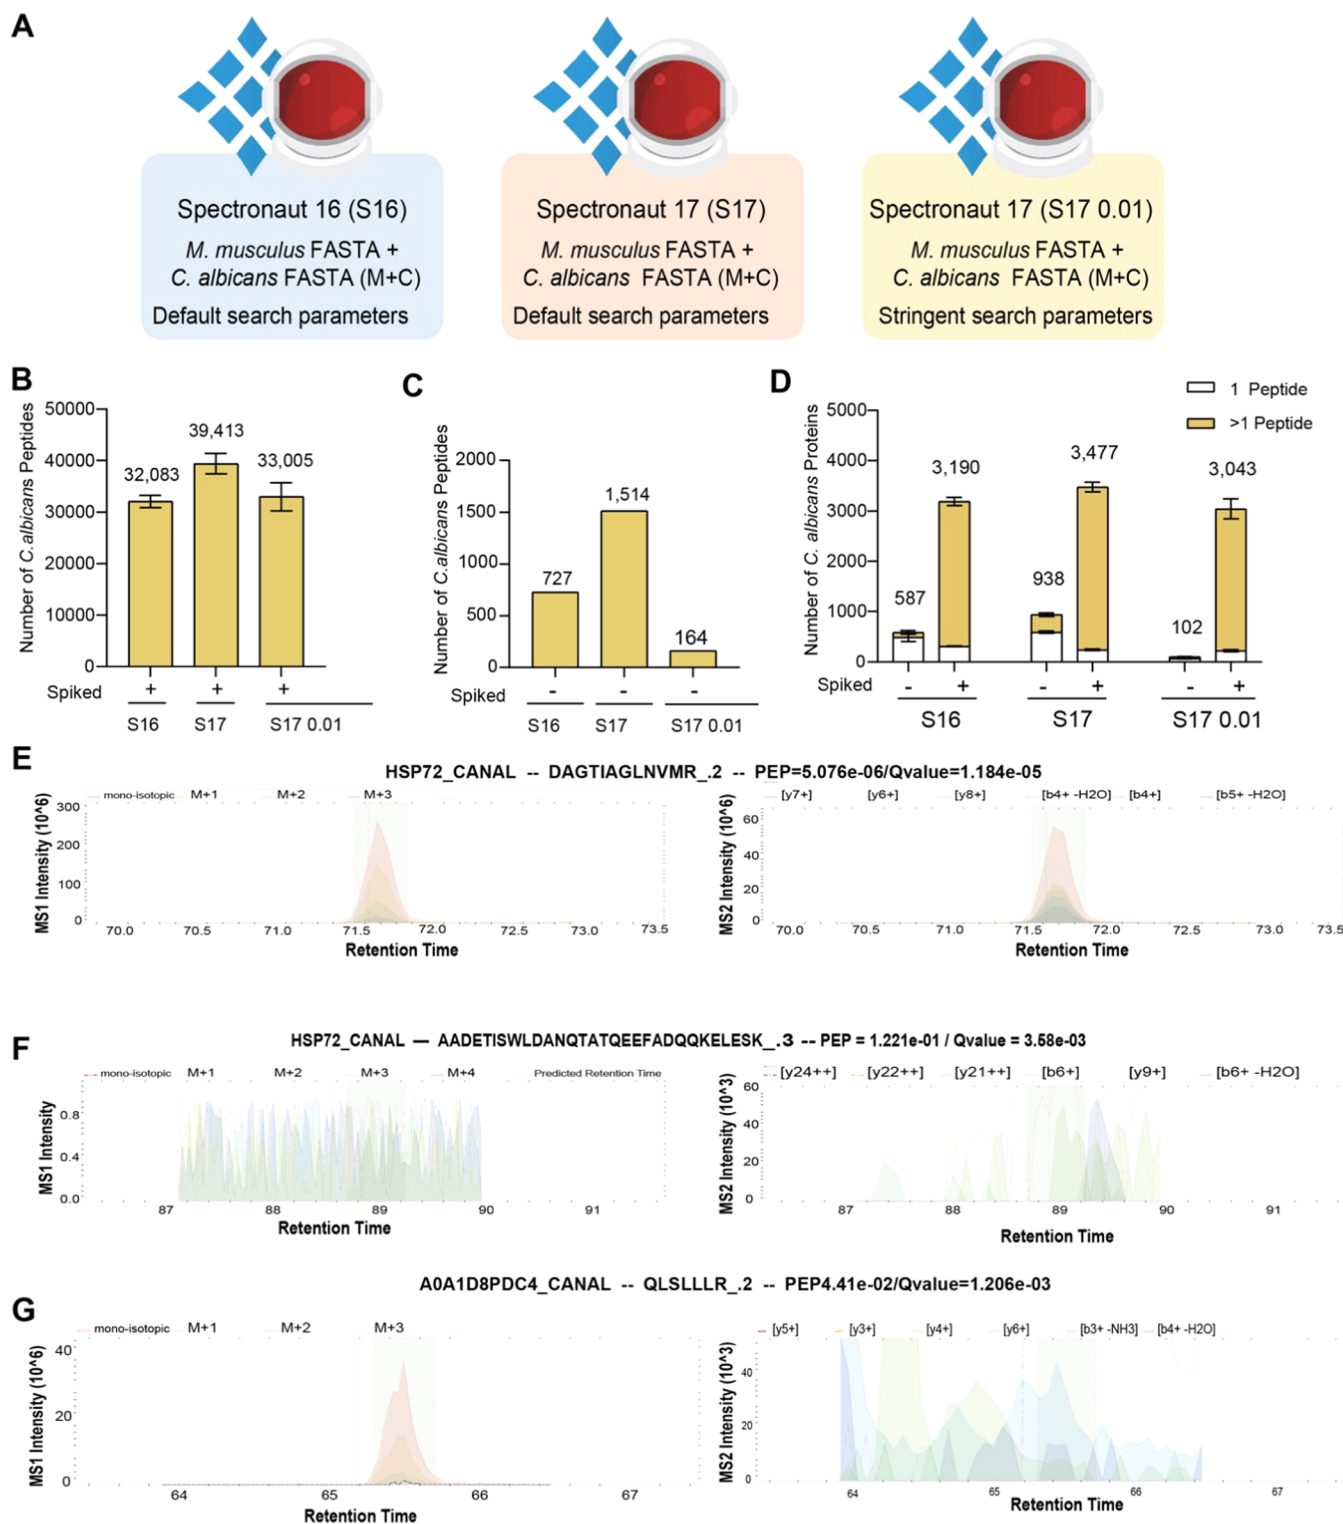 A
Spectronaut 16 (S16)
M. musculus FASTA +
C. albicans FASTA (M+C)
Default search parameters
Spectronaut 17 (S17)
M. musculus FASTA +
C. albicans FASTA (M+C)
Default search parameters
Spectronaut 17 (S17 0.01)
M. musculus FASTA +
C. albicans FASTA (M+C)
Stringent search parameters
B
Number of C.albicans Peptides
50000
40000
30000
20000
10000
0
32,083
39,413
33,005
Spiked
+ + +
S16 S17 S17 0.01
C
Number of C.albicans Peptides
2000
1500
1000
500
0
727
1,514
164
Spiked
- - -
S16 S17 S17 0.01
D
1 Peptide
>1 Peptide
Number of C. albicans Proteins
5000
4000
3000
2000
1000
0
587
3,190
938
3,477
102
3,043
Spiked
- + - + - +
S16 S17 S17 0.01
E
HSP72_CANAL -- DAGTIAGLNVMR_.2 -- PEP=5.076e-06/Qvalue=1.184e-05
mono-isotopic M+1 M+2 M+3
MS1 Intensity (10^6)
300
200
100
0
70.0 70.5 71.0 71.5 72.0 72.5 73.0 73.5
Retention Time
[y7+] [y6+] [y8+] [b4+ -H2O] [b4+] [b5+ -H2O]
MS2 Intensity (10^6)
60
40
20
0
70.0 70.5 71.0 71.5 72.0 72.5 73.0 73.5
Retention Time
F
HSP72_CANAL — AADETISWLDANQTATQEEFADQQKELESK_.3 -- PEP = 1.221e-01 / Qvalue = 3.58e-03
mono-isotopic M+1 M+2 M+3 M+4 Predicted Retention Time
MS1 Intensity
0.8
0.4
0.0
87 88 89 90 91
Retention Time
[y24++] [y22++] [y21++] [b6+] [y9+] [b6+ -H2O]
MS2 Intensity (10^3)
60
40
20
0
87 88 89 90 91
Retention Time
G
A0A1D8PDC4_CANAL -- QLSLLLR_.2 -- PEP4.41e-02/Qvalue=1.206e-03
mono-isotopic M+1 M+2 M+3
MS1 Intensity (10^6)
40
20
0
64 65 66 67
Retention Time
[y5+] [y3+] [y4+] [y6+] [b3+ -NH3] [b4+ -H2O]
MS2 Intensity (10^3)
40
20
0
64 65 66 67
Retention Time